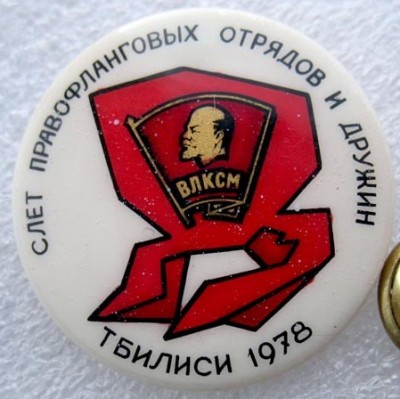 СЛЕТ ПРАВОФЛАНГОВЫХ ОТРЯДОВ И ДРУЖИН
ВЛКСМ
ТБИЛИСИ 1978